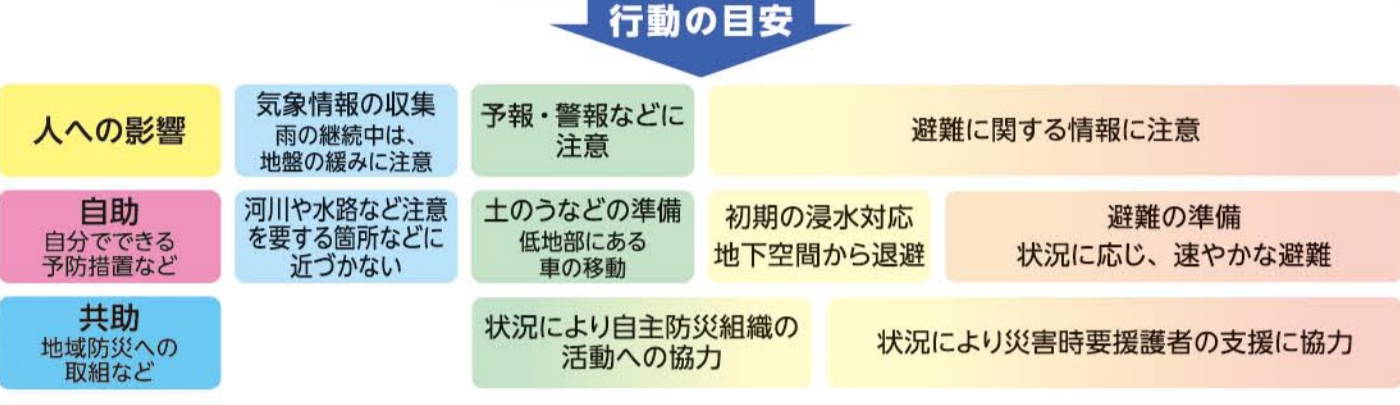 行動の目安
人への影響
気象情報の収集
雨の継続中は、
地盤の緩みに注意
予報・警報などに
注意
避難に関する情報に注意
自助
自分でできる
予防措置など
河川や水路など注意
を要する箇所などに
近づかない
土のうなどの準備
低地部にある
車の移動
初期の浸水対応
地下空間から退避
避難の準備
状況に応じ、速やかな避難
共助
地域防災への
取組など
状況により自主防災組織の
活動への協力
状況により災害時要援護者の支援に協力